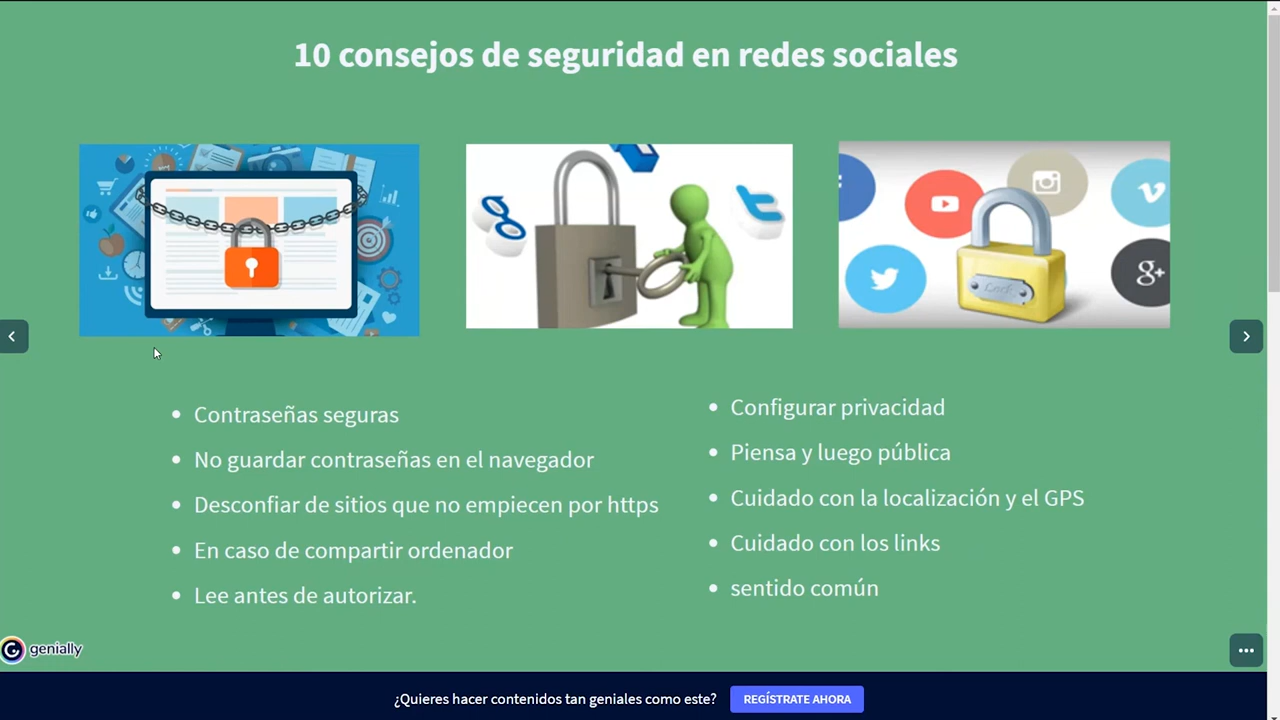 10 consejos de seguridad en redes sociales
Contraseñas seguras
No guardar contraseñas en el navegador
Desconfiar de sitios que no empiecen por https
En caso de compartir ordenador
Lee antes de autorizar.
Configurar privacidad
Piensa y luego pública
Cuidado con la localización y el GPS
Cuidado con los links
sentido común
genially
¿Quieres hacer contenidos tan geniales como este?
REGÍSTRATE AHORA